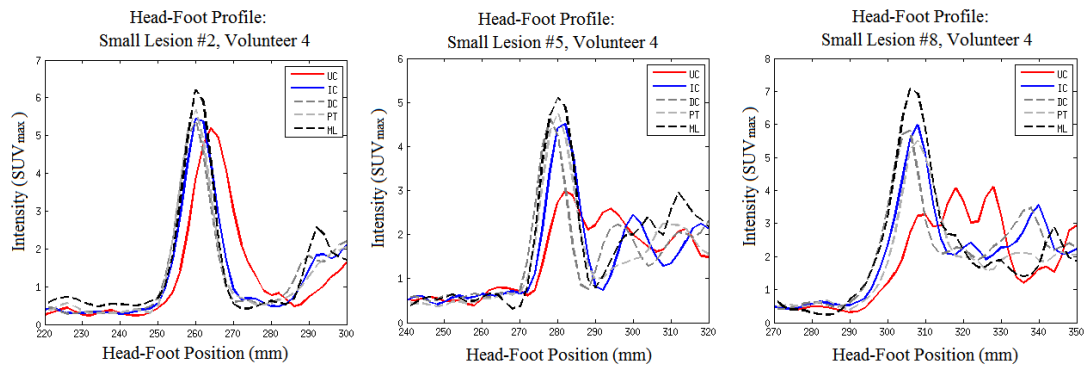 Head-Foot Profile:
Small Lesion #2, Volunteer 4
7
6
5
4
3
2
1
0
Intensity (SUVmax)
UC
IC
DC
PT
ML
220 230 240 250 260 270 280 290 300
Head-Foot Position (mm)
Head-Foot Profile:
Small Lesion #5, Volunteer 4
6
5
4
3
2
1
0
Intensity (SUVmax)
UC
IC
DC
PT
ML
240 250 260 270 280 290 300 310 320
Head-Foot Position (mm)
Head-Foot Profile:
Small Lesion #8, Volunteer 4
8
7
6
5
4
3
2
1
0
Intensity (SUVmax)
UC
IC
DC
PT
ML
270 280 290 300 310 320 330 340 350
Head-Foot Position (mm)